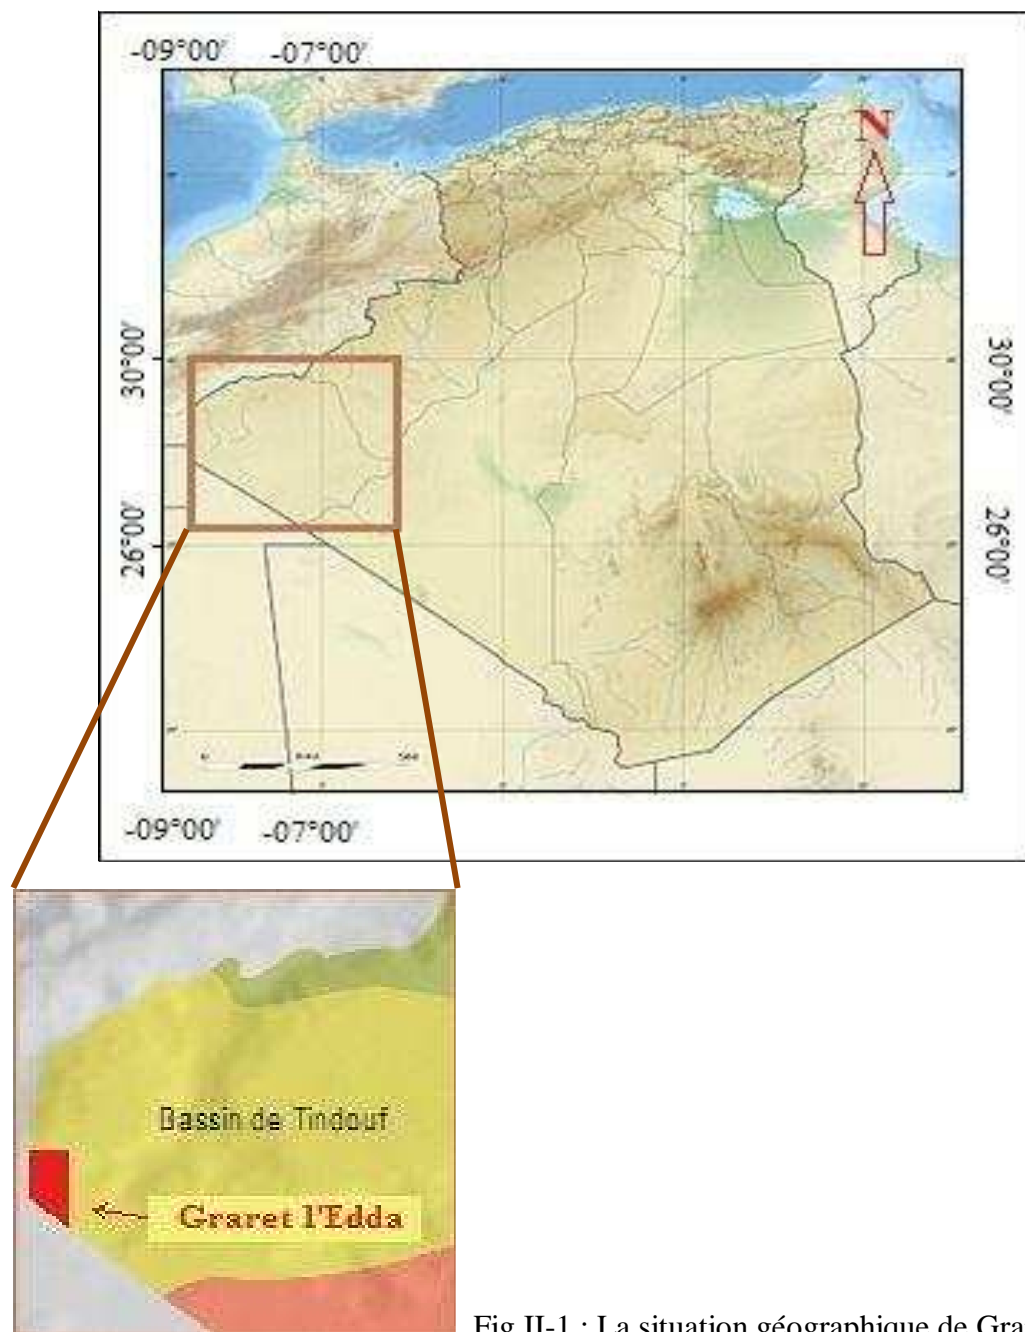 -09°00' -07°00'
N
30°00'
30°00'
26°00'
26°00'
-09°00' -07°00'
Bassin de Tindouf
Graret l'Edda
Fig II-1 : La situation géographique de Gra